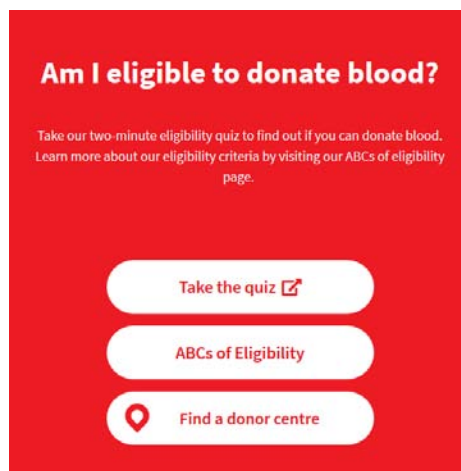 Am I eligible to donate blood?
Take our two-minute eligibility quiz to find out if you can donate blood.
Learn more about our eligibility criteria by visiting our ABCs of eligibility
page.
Take the quiz
ABCs of Eligibility
Find a donor centre